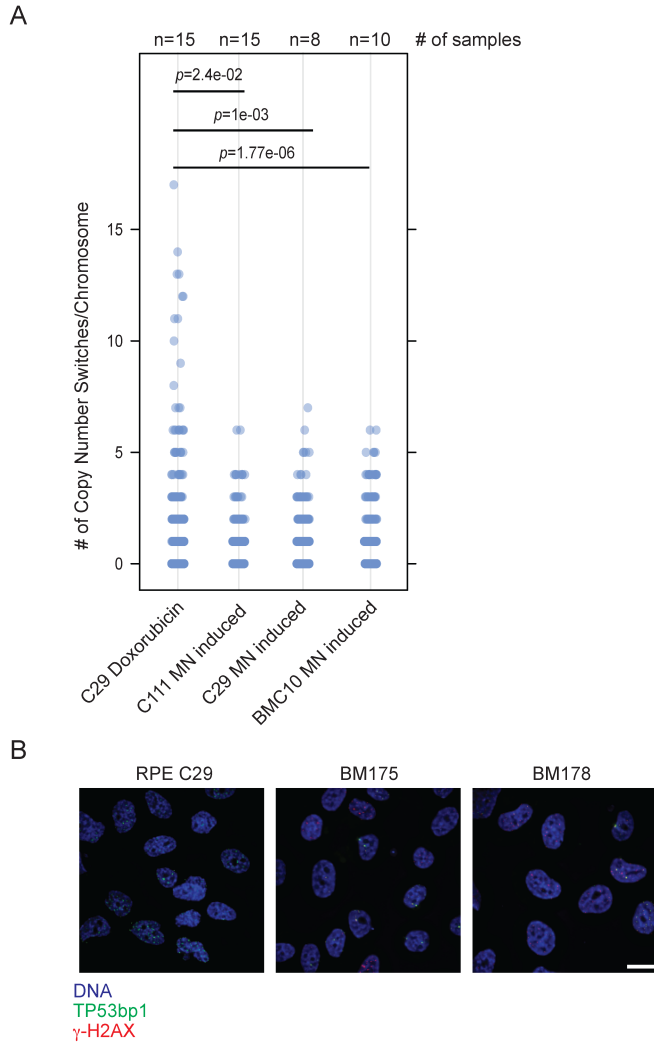 A
n=15 n=15 n=8 n=10 # of samples
p=2.4e-02
p=1e-03
p=1.77e-06
# of Copy Number Switches/Chromosome
15
10
5
0
C29 Doxorubicin
C111 MN induced
C29 MN induced
BMC10 MN induced
B
RPE C29 BM175 BM178
DNA
TP53bp1
γ-H2AX